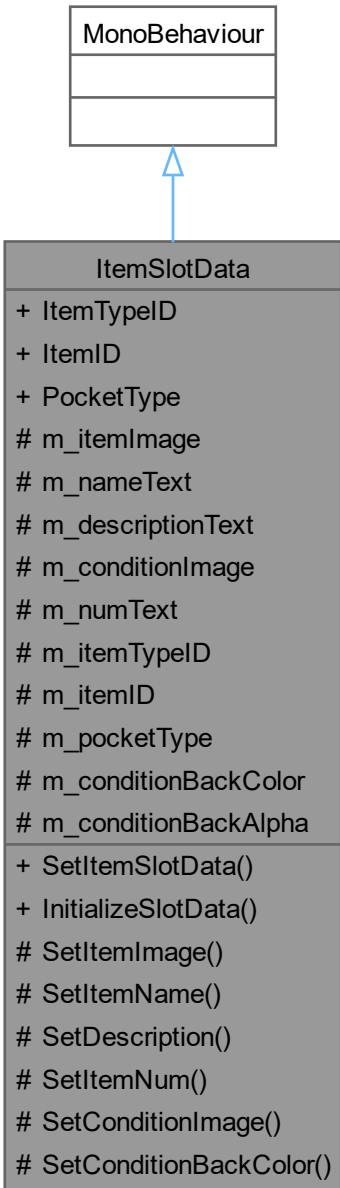 MonoBehaviour
ItemSlotData
+ ItemTypeID
+ ItemID
+ PocketType
# m_itemImage
# m_nameText
# m_descriptionText
# m_conditionImage
# m_numText
# m_itemTypeID
# m_itemID
# m_pocketType
# m_conditionBackColor
# m_conditionBackAlpha
+ SetItemSlotData()
+ InitializeSlotData()
# SetItemImage()
# SetItemName()
# SetDescription()
# SetItemNum()
# SetConditionImage()
# SetConditionBackColor()